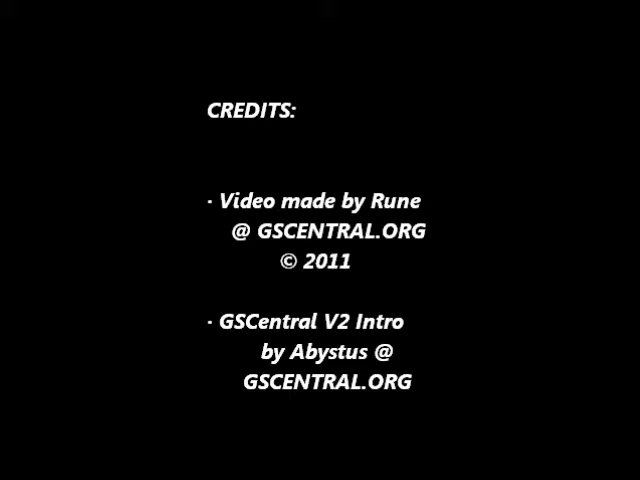 CREDITS:
· Video made by Rune
@ GSCENTRAL.ORG
© 2011
· GSCentral V2 Intro
by Abystus @
GSCENTRAL.ORG